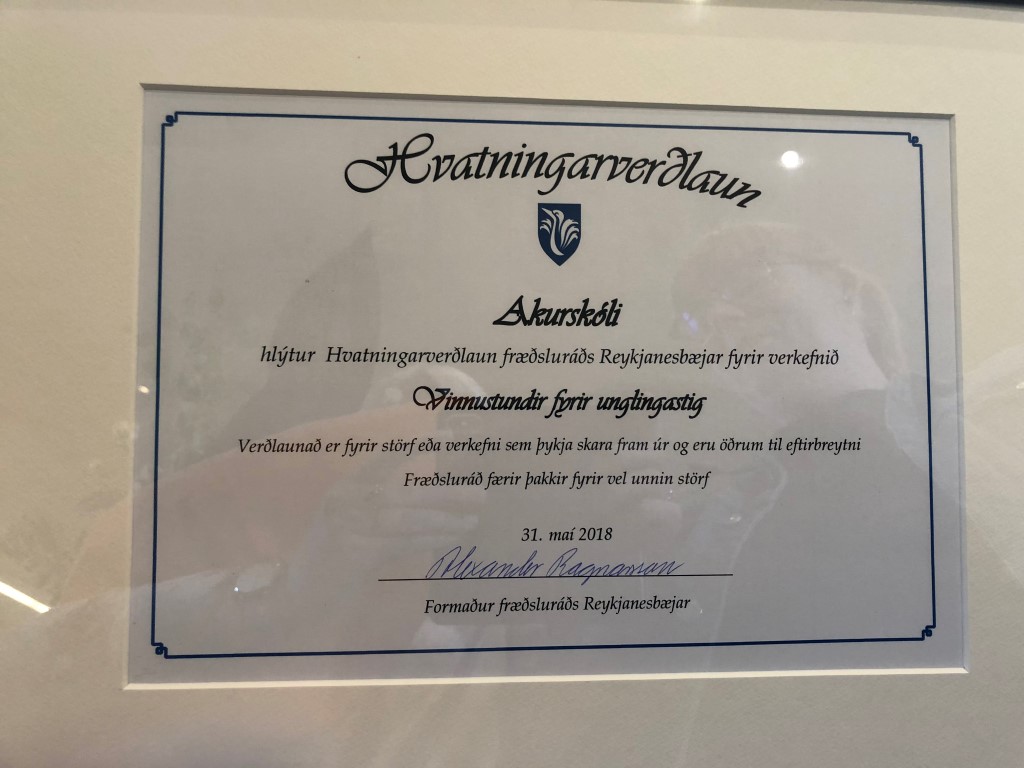 Hvatningarverðlaun
Akurskóli
hlýtur Hvatningarverðlaun fræðsluráðs Reykjanesbæjar fyrir verkefnið
Vinnustundir fyrir unglingastig
Verðlaunað er fyrir störf eða verkefni sem þykja skara fram úr og eru öðrum til eftirbreytni
Fræðsluráð færir þakkir fyrir vel unnin störf
31. maí 2018
Alexander Ragnarsson
Formaður fræðsluráðs Reykjanesbæjar